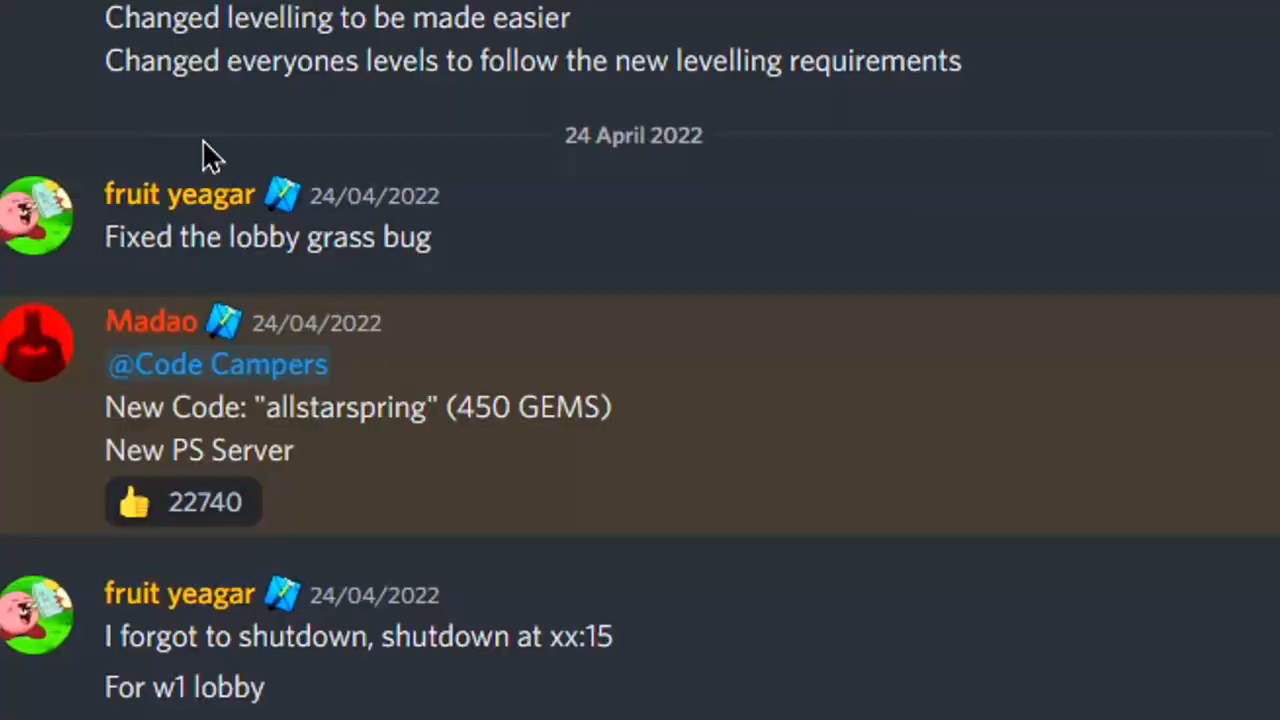 Changed levelling to be made easier
Changed everyones levels to follow the new levelling requirements
24 April 2022
fruit yeagar 24/04/2022
Fixed the lobby grass bug
Madao 24/04/2022
@Code Campers
New Code: "allstarspring" (450 GEMS)
New PS Server
22740
fruit yeagar 24/04/2022
I forgot to shutdown, shutdown at xx:15
For w1 lobby